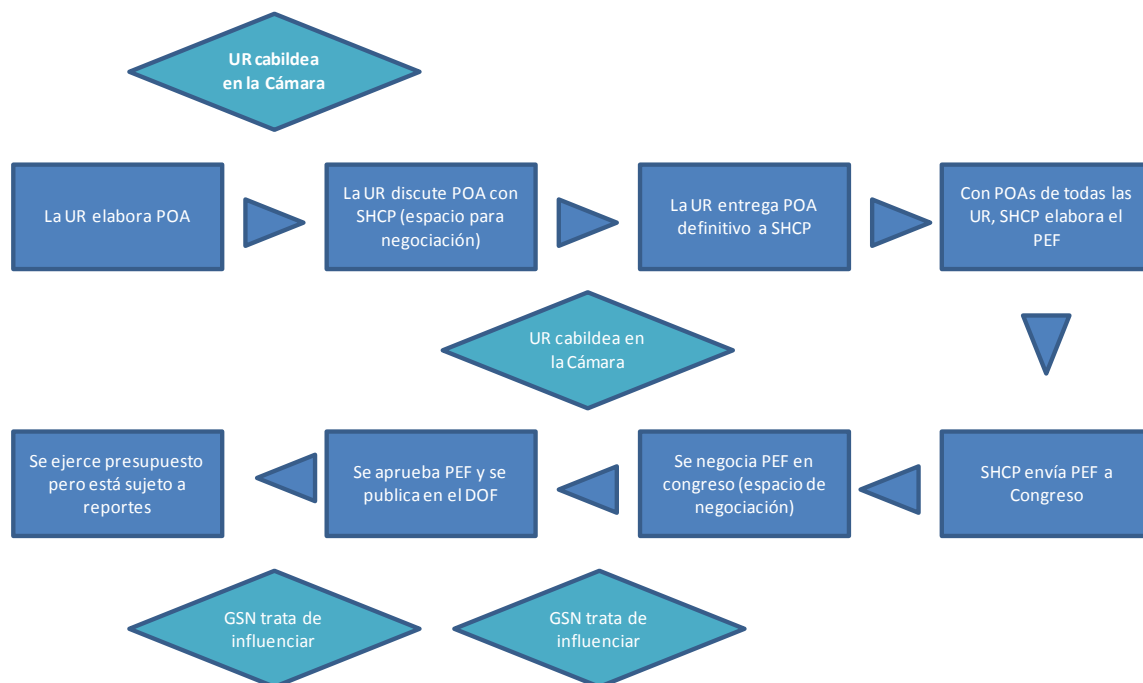 UR cabildea
en la Cámara
La UR elabora POA
La UR discute POA con
SHCP (espacio para
negociación)
La UR entrega POA
definitivo a SHCP
Con POAs de todas las
UR, SHCP elabora el
PEF
UR cabildea en
la Cámara
Se ejerce presupuesto
pero está sujeto a
reportes
Se aprueba PEF y se
publica en el DOF
Se negocia PEF en
congreso (espacio de
negociación)
SHCP envía PEF a
Congreso
GSN trata de
influenciar
GSN trata de
influenciar